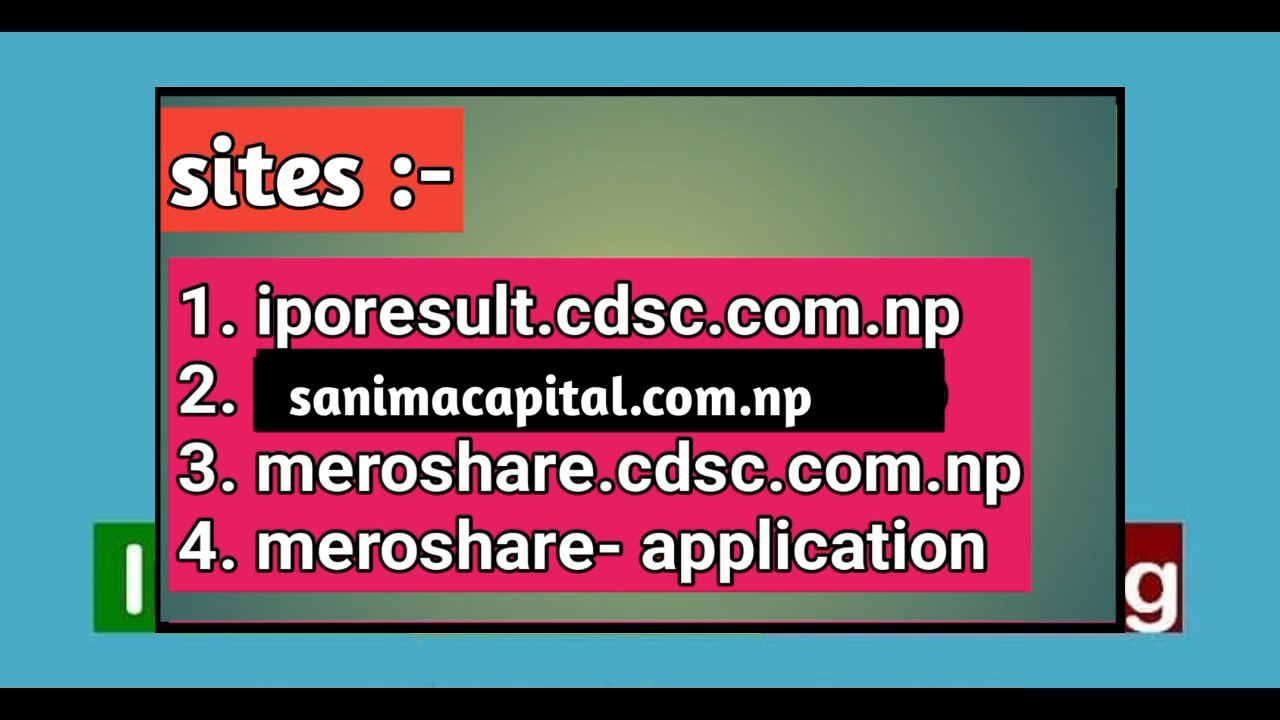 sites :-
1. iporesult.cdsc.com.np
2. sanimacapital.com.np
3. meroshare.cdsc.com.np
4. meroshare- application
g